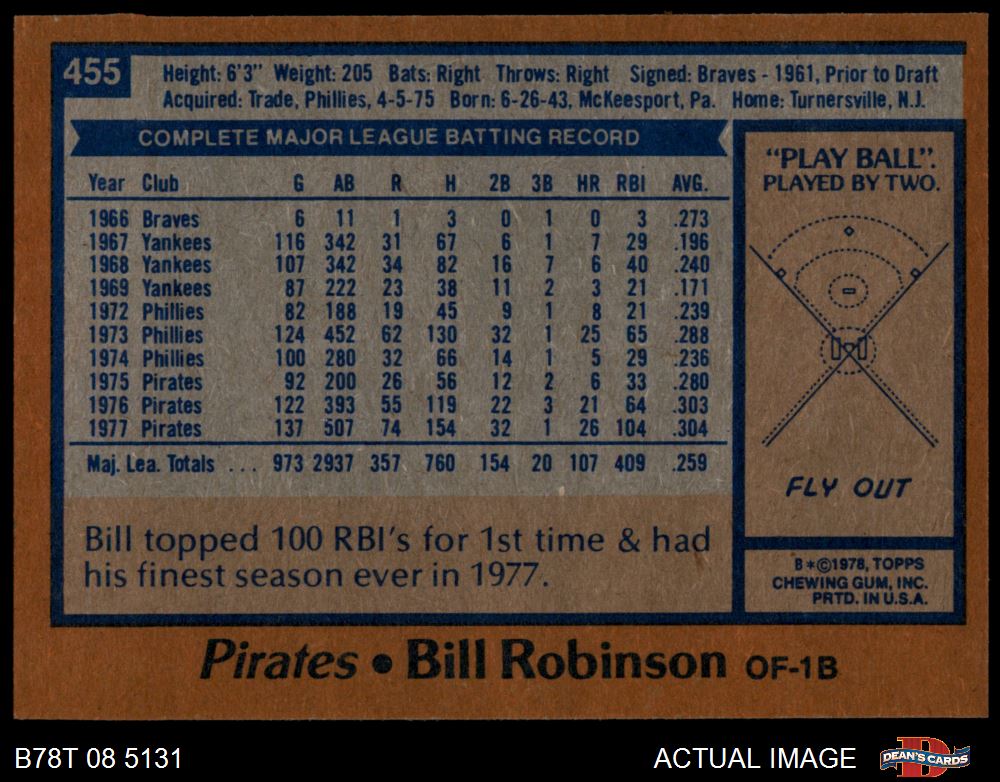 455
Height: 6'3" Weight: 205 Bats: Right Throws: Right Signed: Braves - 1961, Prior to Draft
Acquired: Trade, Phillies, 4-5-75 Born: 6-26-43, McKeesport, Pa. Home: Turnersville, N.J.
COMPLETE MAJOR LEAGUE BATTING RECORD
Year Club G AB R H 2B 3B HR RBI AVG.
1966 Braves 6 11 1 3 0 1 0 3 .273
1967 Yankees 116 342 31 67 6 1 7 29 .196
1968 Yankees 107 342 34 82 16 7 6 40 .240
1969 Yankees 87 222 23 38 11 2 3 21 .171
1972 Phillies 82 188 19 45 9 1 8 21 .239
1973 Phillies 124 452 62 130 32 1 25 65 .288
1974 Phillies 100 280 32 66 14 1 5 29 .236
1975 Pirates 92 200 26 56 12 2 6 33 .280
1976 Pirates 122 393 55 119 22 3 21 64 .303
1977 Pirates 137 507 74 154 32 1 26 104 .304
Maj. Lea. Totals ... 973 2937 357 760 154 20 107 409 .259
Bill topped 100 RBI's for 1st time & had
his finest season ever in 1977.
"PLAY BALL".
PLAYED BY TWO.
FLY OUT
B*©1978, TOPPS
CHEWING GUM, INC.
PRTD. IN U.S.A.
Pirates • Bill Robinson OF-1B
B78T 08 5131
ACTUAL IMAGE
DEAN'S CARDS